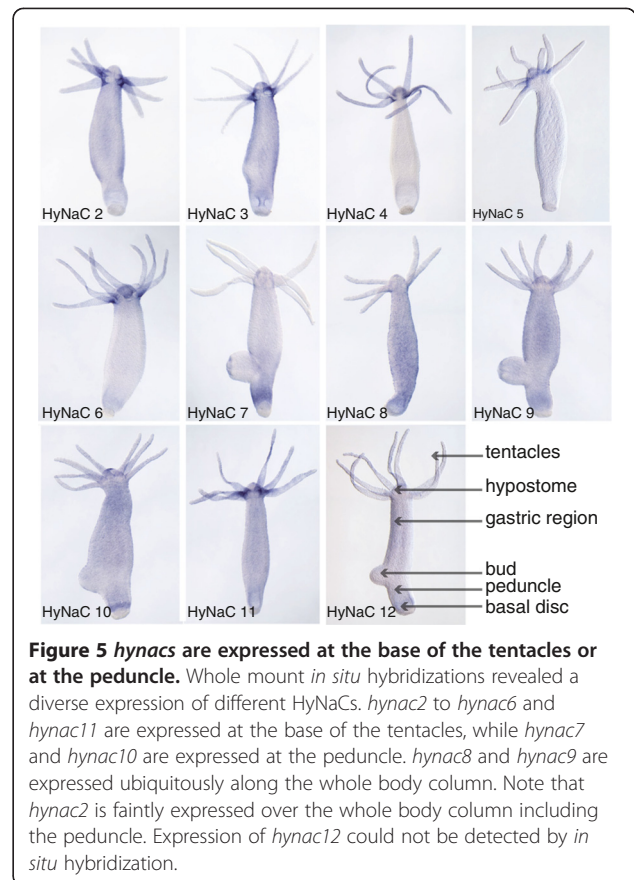 HyNaC 2
HyNaC 3
HyNaC 4
HyNaC 5
HyNaC 6
HyNaC 7
HyNaC 8
HyNaC 9
HyNaC 10
HyNaC 11
HyNaC 12
tentacles
hypostome
gastric region
bud
peduncle
basal disc
Figure 5 hynacs are expressed at the base of the tentacles or
at the peduncle. Whole mount in situ hybridizations revealed a
diverse expression of different HyNaCs. hynac2 to hynac6 and
hynac11 are expressed at the base of the tentacles, while hynac7
and hynac10 are expressed at the peduncle. hynac8 and hynac9 are
expressed ubiquitously along the whole body column. Note that
hynac2 is faintly expressed over the whole body column including
the peduncle. Expression of hynac12 could not be detected by in
situ hybridization.